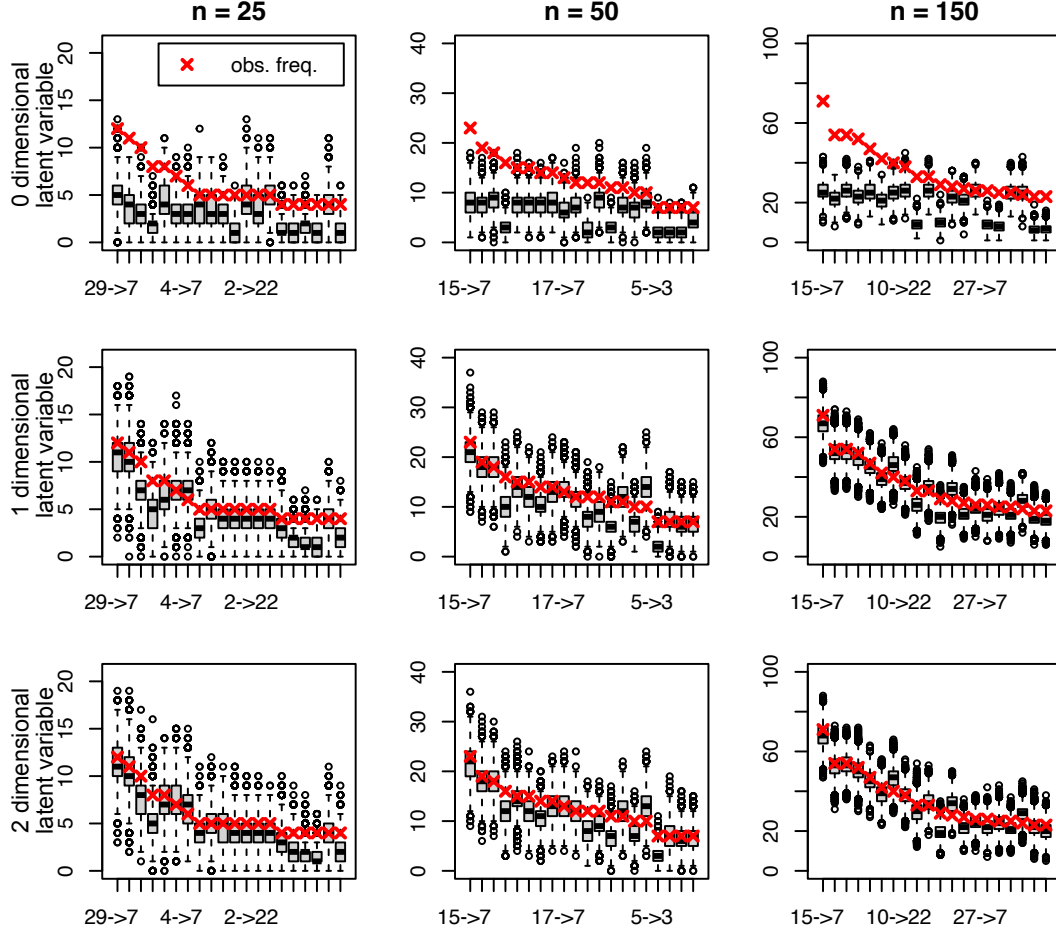 n = 25 n = 50 n = 150
0 dimensional
latent variable
obs. freq.
0 5 10 15 20
0 10 20 30 40
0 20 60 100
29->7 4->7 2->22
15->7 17->7 5->3
15->7 10->22 27->7
1 dimensional
latent variable
0 5 10 15 20
0 10 20 30 40
0 20 60 100
29->7 4->7 2->22
15->7 17->7 5->3
15->7 10->22 27->7
2 dimensional
latent variable
0 5 10 15 20
0 10 20 30 40
0 20 60 100
29->7 4->7 2->22
15->7 17->7 5->3
15->7 10->22 27->7